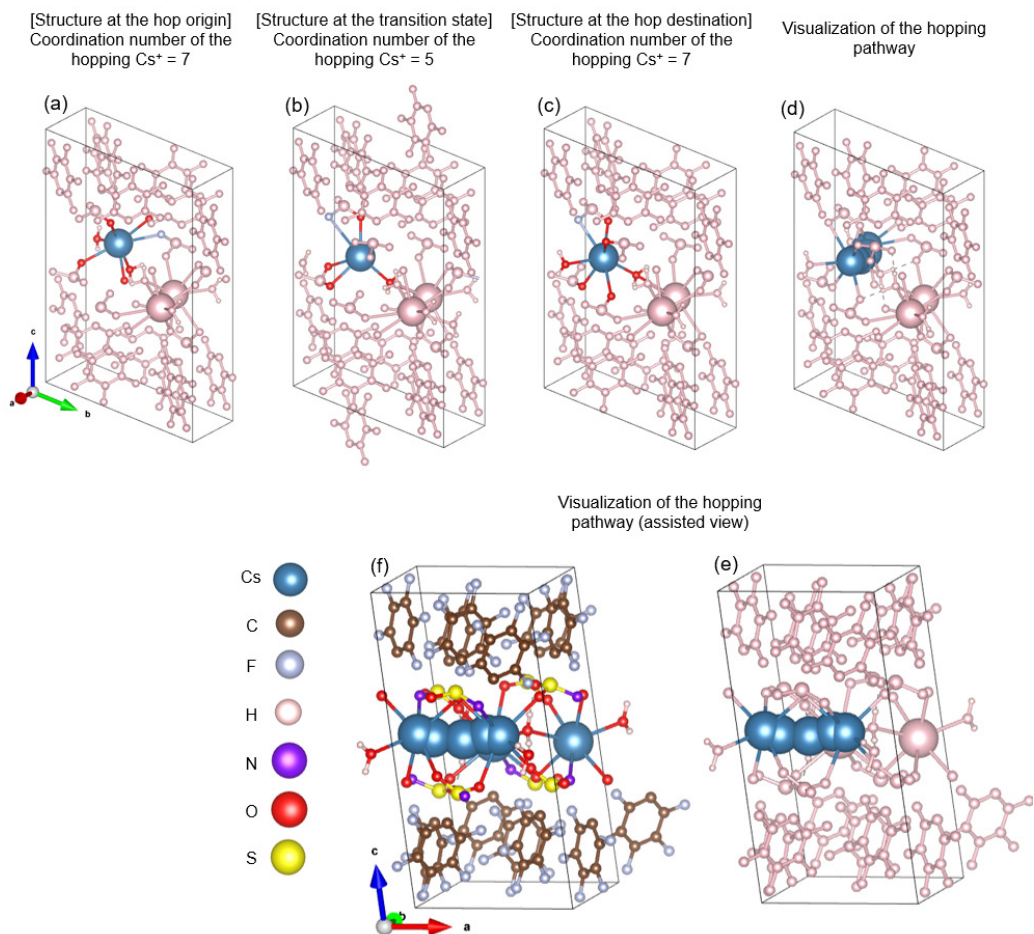 [Structure at the hop origin]
Coordination number of the
hopping Cs⁺ = 7
[Structure at the transition state]
Coordination number of the
hopping Cs⁺ = 5
[Structure at the hop destination]
Coordination number of the
hopping Cs⁺ = 7
Visualization of the hopping
pathway
(a)
(b)
(c)
(d)
c
a
b
Visualization of the hopping
pathway (assisted view)
(f)
(e)
Cs
C
F
H
N
O
S
c
b
a